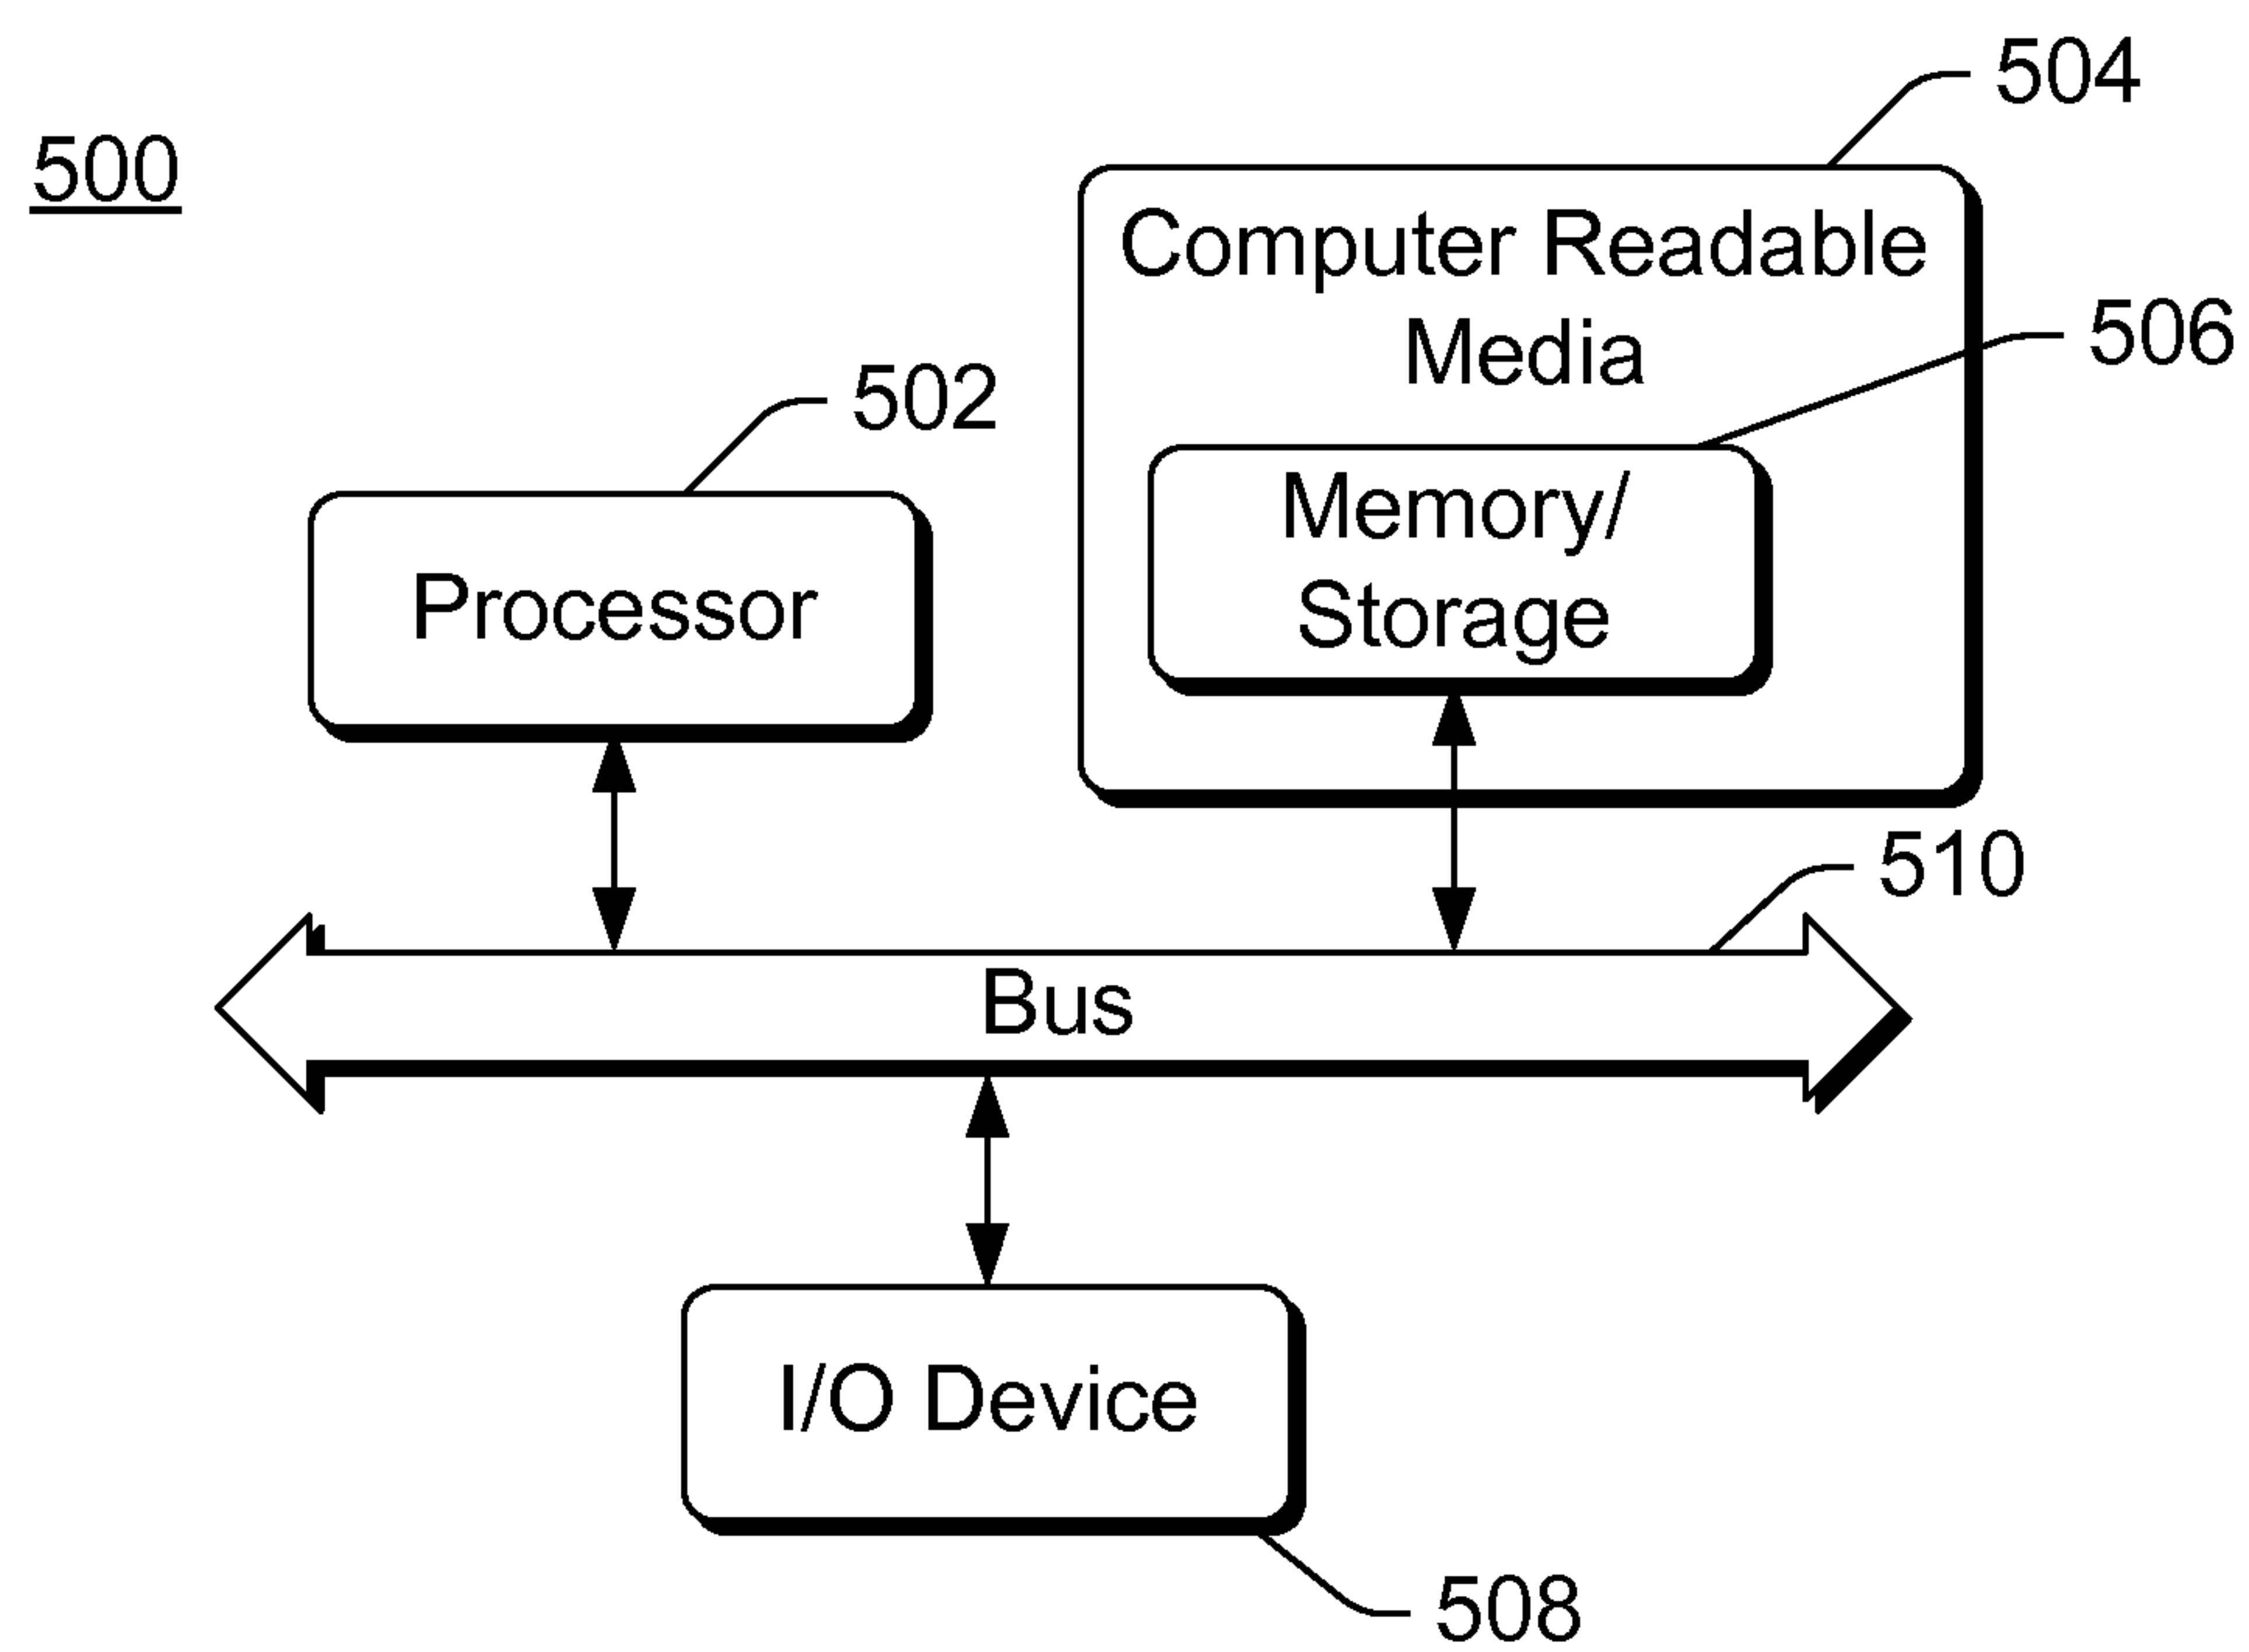 504
500
Computer Readable
Media
506
502
Memory/
Storage
Processor
510
Bus
I/O Device
508